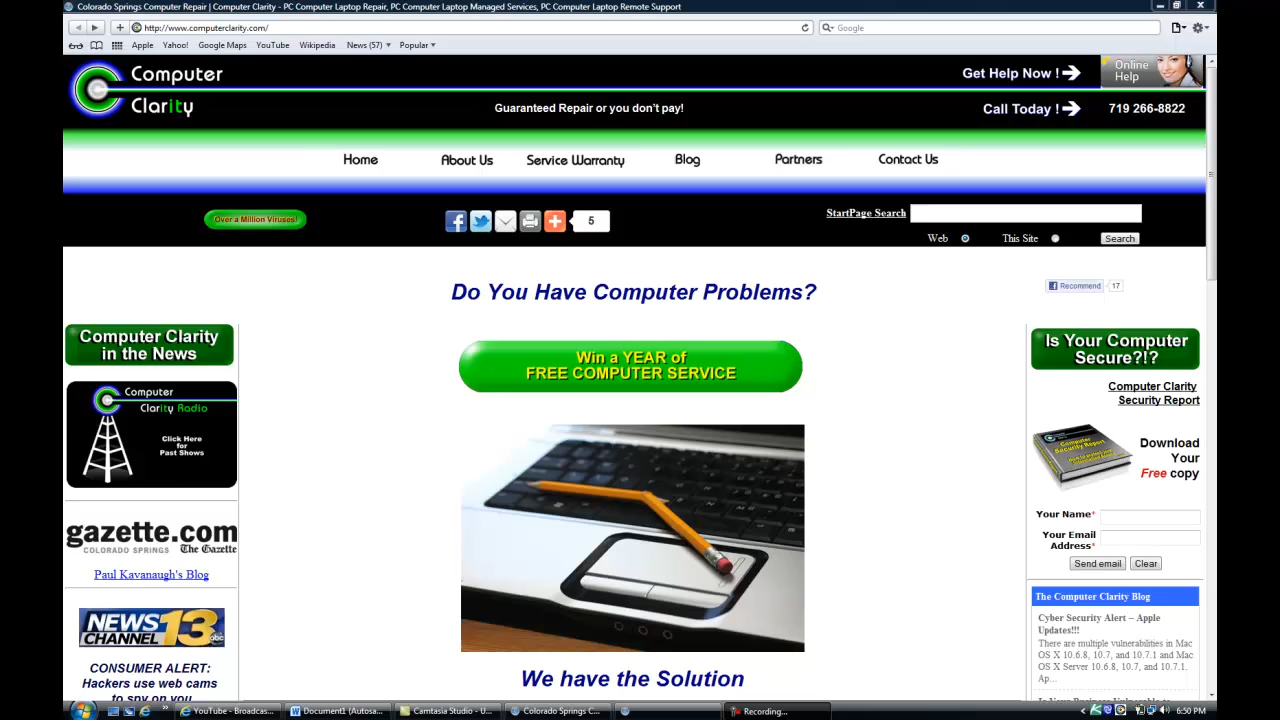 Colorado Springs Computer Repair | Computer Clarity - PC Computer Laptop Repair, PC Computer Laptop Managed Services, PC Computer Laptop Remote Support
http://www.computerclarity.com/
Google
Apple Yahoo! Google Maps YouTube Wikipedia News (57) Popular
Computer
Clarity
Guaranteed Repair or you don't pay!
Get Help Now !
Online
Help
Call Today !
719 266-8822
Home About Us Service Warranty Blog Partners Contact Us
Over a Million Viruses!
5
StartPage Search
Web This Site Search
Do You Have Computer Problems?
Recommend 17
Computer Clarity
in the News
Computer
Clarity Radio
Click Here
for
Past Shows
gazette.com
COLORADO SPRINGS The Gazette
Paul Kavanaugh's Blog
NEWS
CHANNEL 13 abc
CONSUMER ALERT:
Hackers use web cams
to spy on you
Win a YEAR of
FREE COMPUTER SERVICE
We have the Solution
Is Your Computer
Secure?!?
Computer Clarity
Security Report
Computer
Security Report
Download
Your
Free copy
Your Name*
Your Email
Address*
Send email Clear
The Computer Clarity Blog
Cyber Security Alert – Apple
Updates!!!
There are multiple vulnerabilities in Mac
OS X 10.6.8, 10.7, and 10.7.1 and Mac
OS X Server 10.6.8, 10.7, and 10.7.1.
Ap...
YouTube - Broadcas... Document1 (Autosa... Camtasia Studio - U... Colorado Springs C... Recording... 6:50 PM